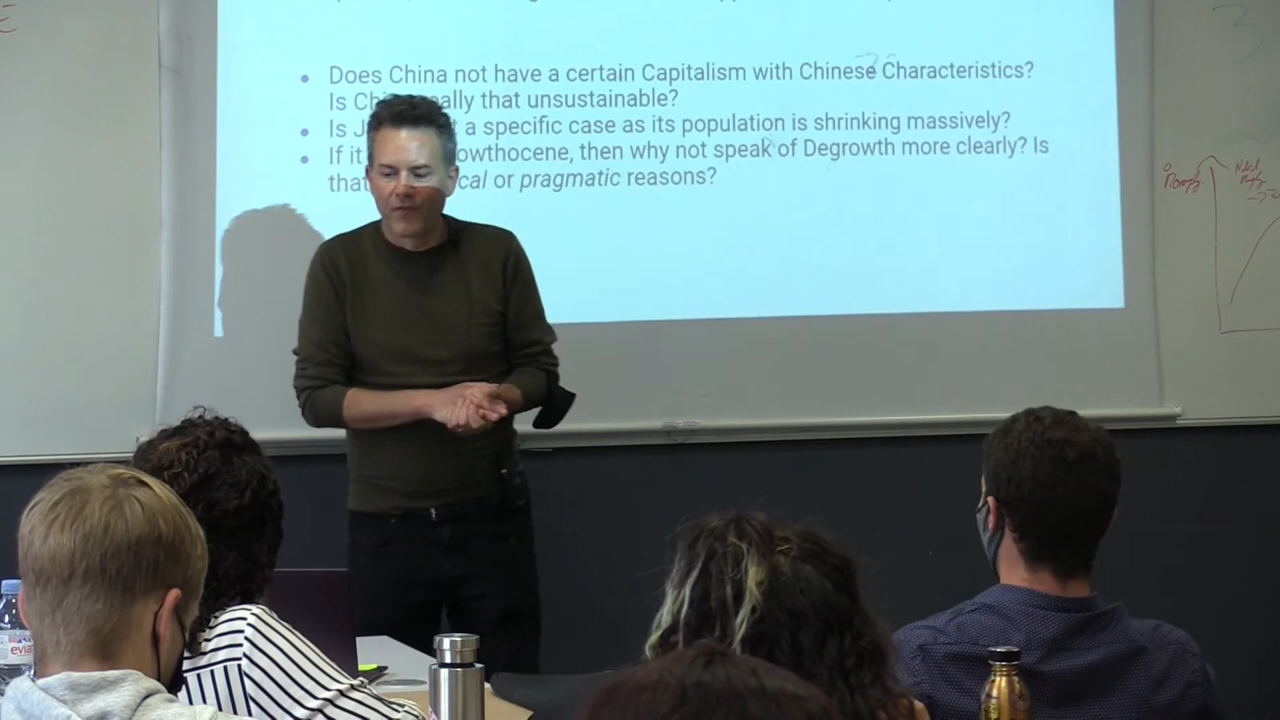 Does China not have a certain Capitalism with Chinese Characteristics?
Is Chi ally that unsustainable?
Is J t a specific case as its population is shrinking massively?
If it owthocene, then why not speak of Degrowth more clearly? Is
that cal or pragmatic reasons?
evian